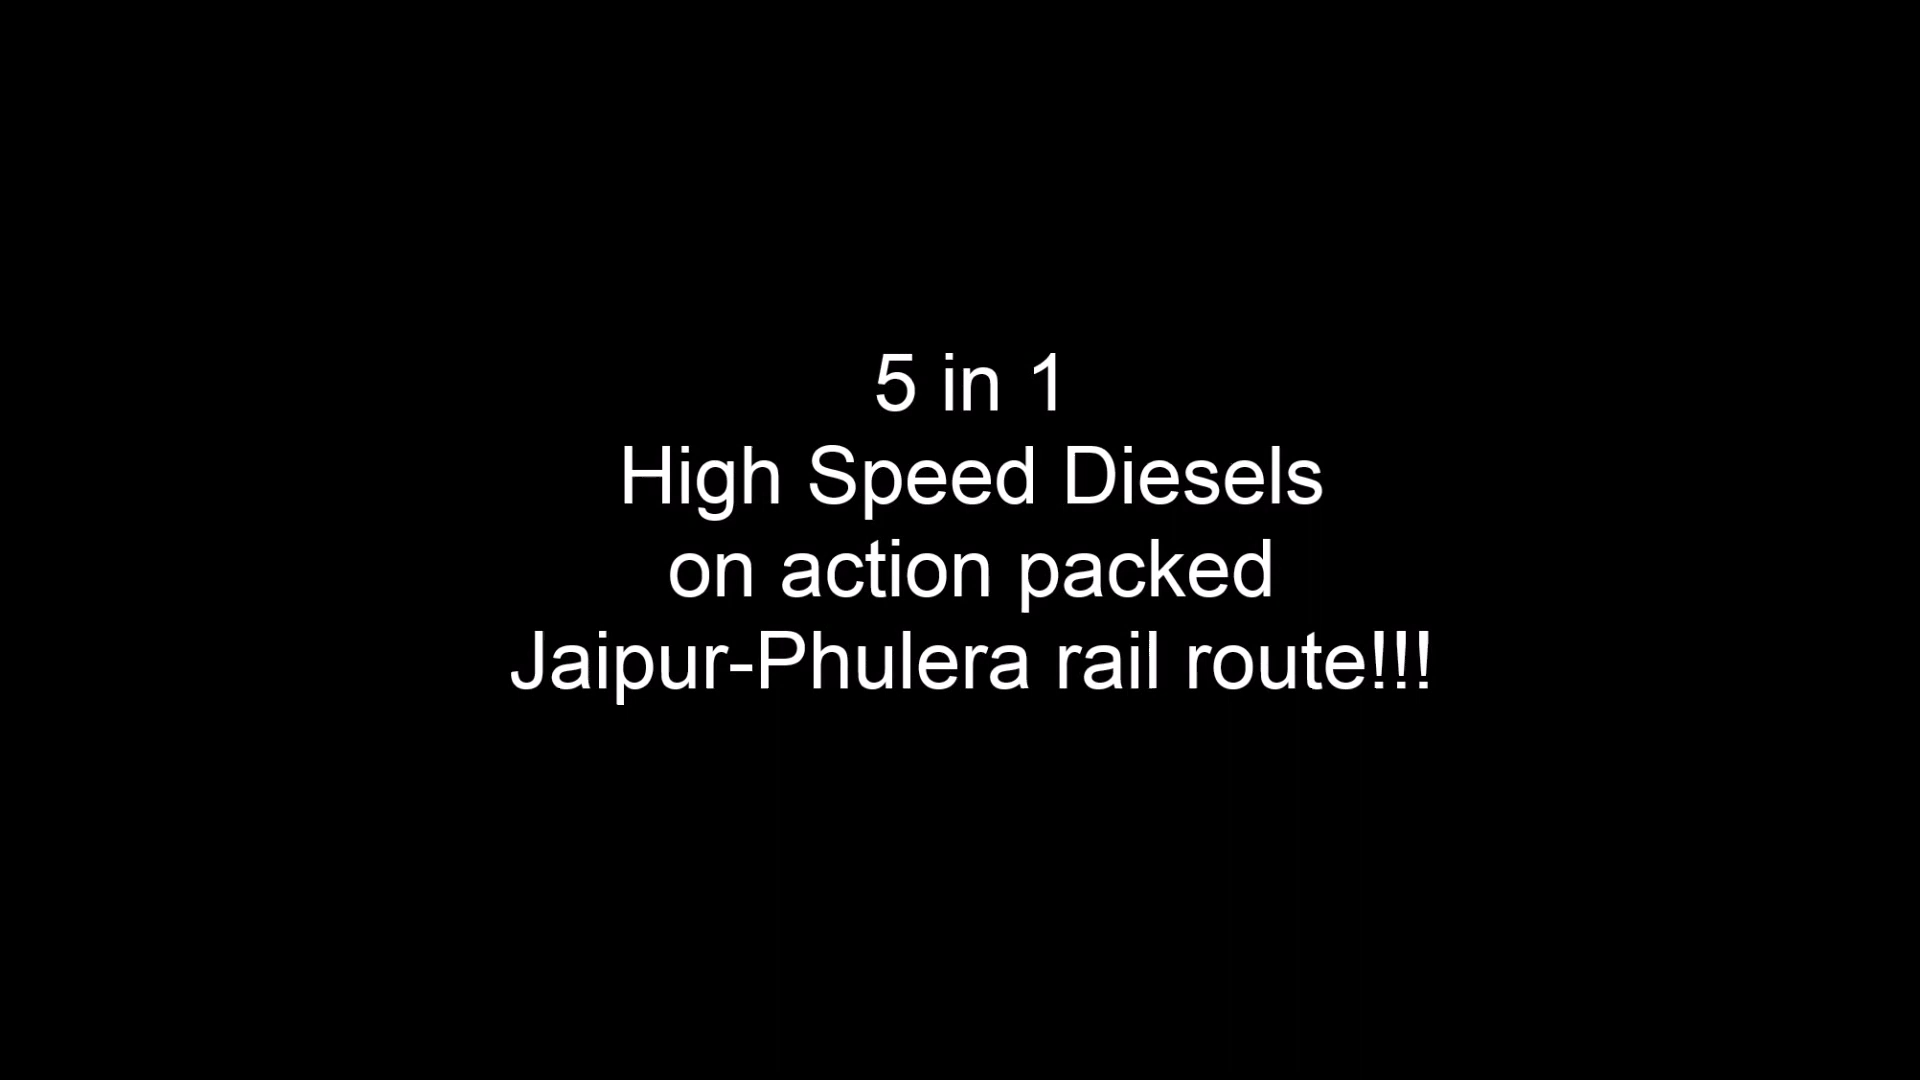 5 in 1
High Speed Diesels
on action packed
Jaipur-Phulera rail route!!!